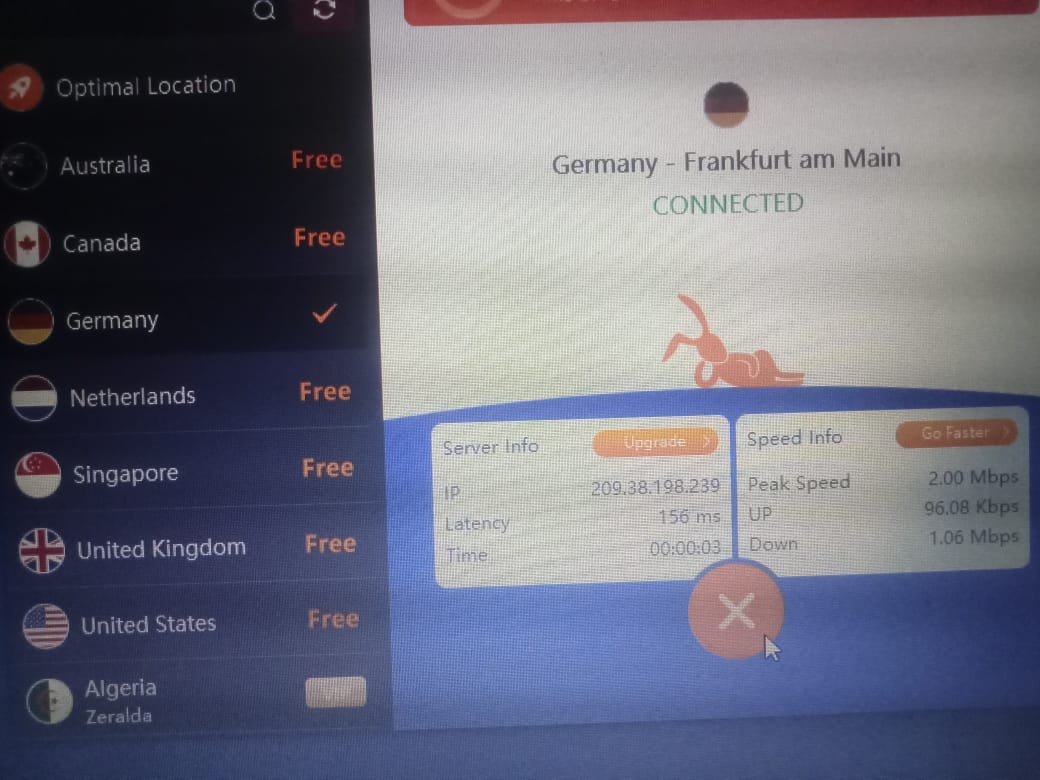 Optimal Location
Australia Free
Canada Free
Germany
Netherlands Free
Singapore Free
United Kingdom Free
United States Free
Algeria
Zeralda
Germany - Frankfurt am Main
CONNECTED
Server Info Upgrade >
IP 209.38.198.239
Latency 156 ms
Time 00:00:03
Speed Info Go Faster >
Peak Speed 2.00 Mbps
UP 96.08 Kbps
Down 1.06 Mbps